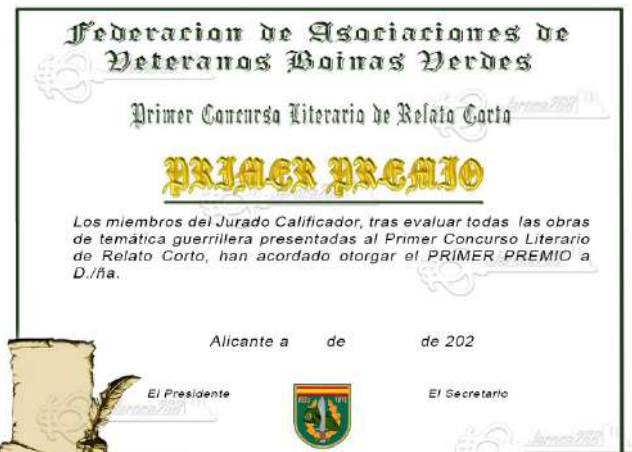 Federacion de Asociaciones de
Veteranos Boinas Verdes
Primer Concurso Literario de Relato Corto
PRIMER PREMIO
Los miembros del Jurado Calificador, tras evaluar todas las obras
de temática guerrillera presentadas al Primer Concurso Literario
de Relato Corto, han acordado otorgar el PRIMER PREMIO a
D./ña.
Alicante a de de 202
El Presidente
El Secretario